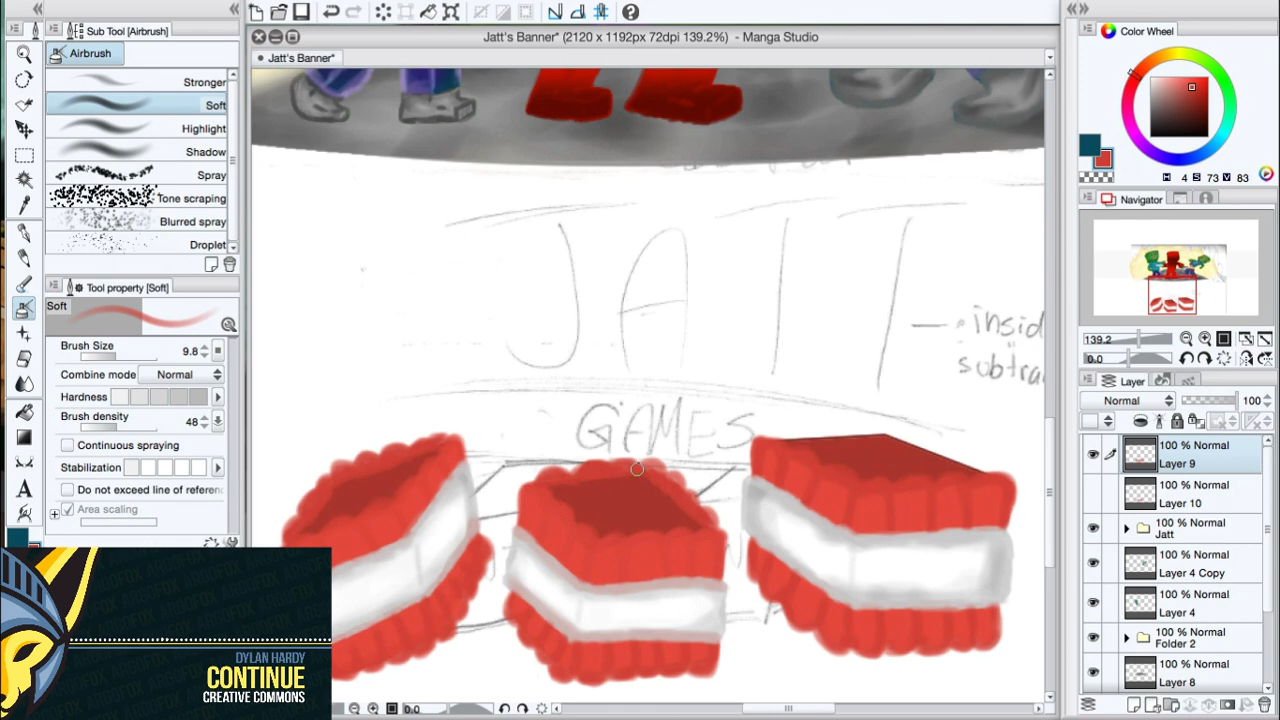 Sub Tool [Airbrush]
Airbrush
Stronger
Soft
Highlight
Shadow
Spray
Tone scraping
Blurred spray
Droplet
Tool property [Soft]
Soft
Brush Size 9.8
Combine mode Normal
Hardness
Brush density 48
Continuous spraying
Stabilization
Do not exceed line of referenc
Area scaling
Jatt's Banner* (2120 x 1192px 72dpi 139.2%) - Manga Studio
Jatt's Banner*
JATT
insid
subtra
GAMES
0.0
DYLAN HARDY
CONTINUE
CREATIVE COMMONS
Color Wheel
H 4 S 73 V 83
Navigator
139.2
0.0
Layer
Normal 100
100 % Normal
Layer 9
100 % Normal
Layer 10
100 % Normal
Jatt
100 % Normal
Layer 4 Copy
100 % Normal
Layer 4
100 % Normal
Folder 2
100 % Normal
Layer 8